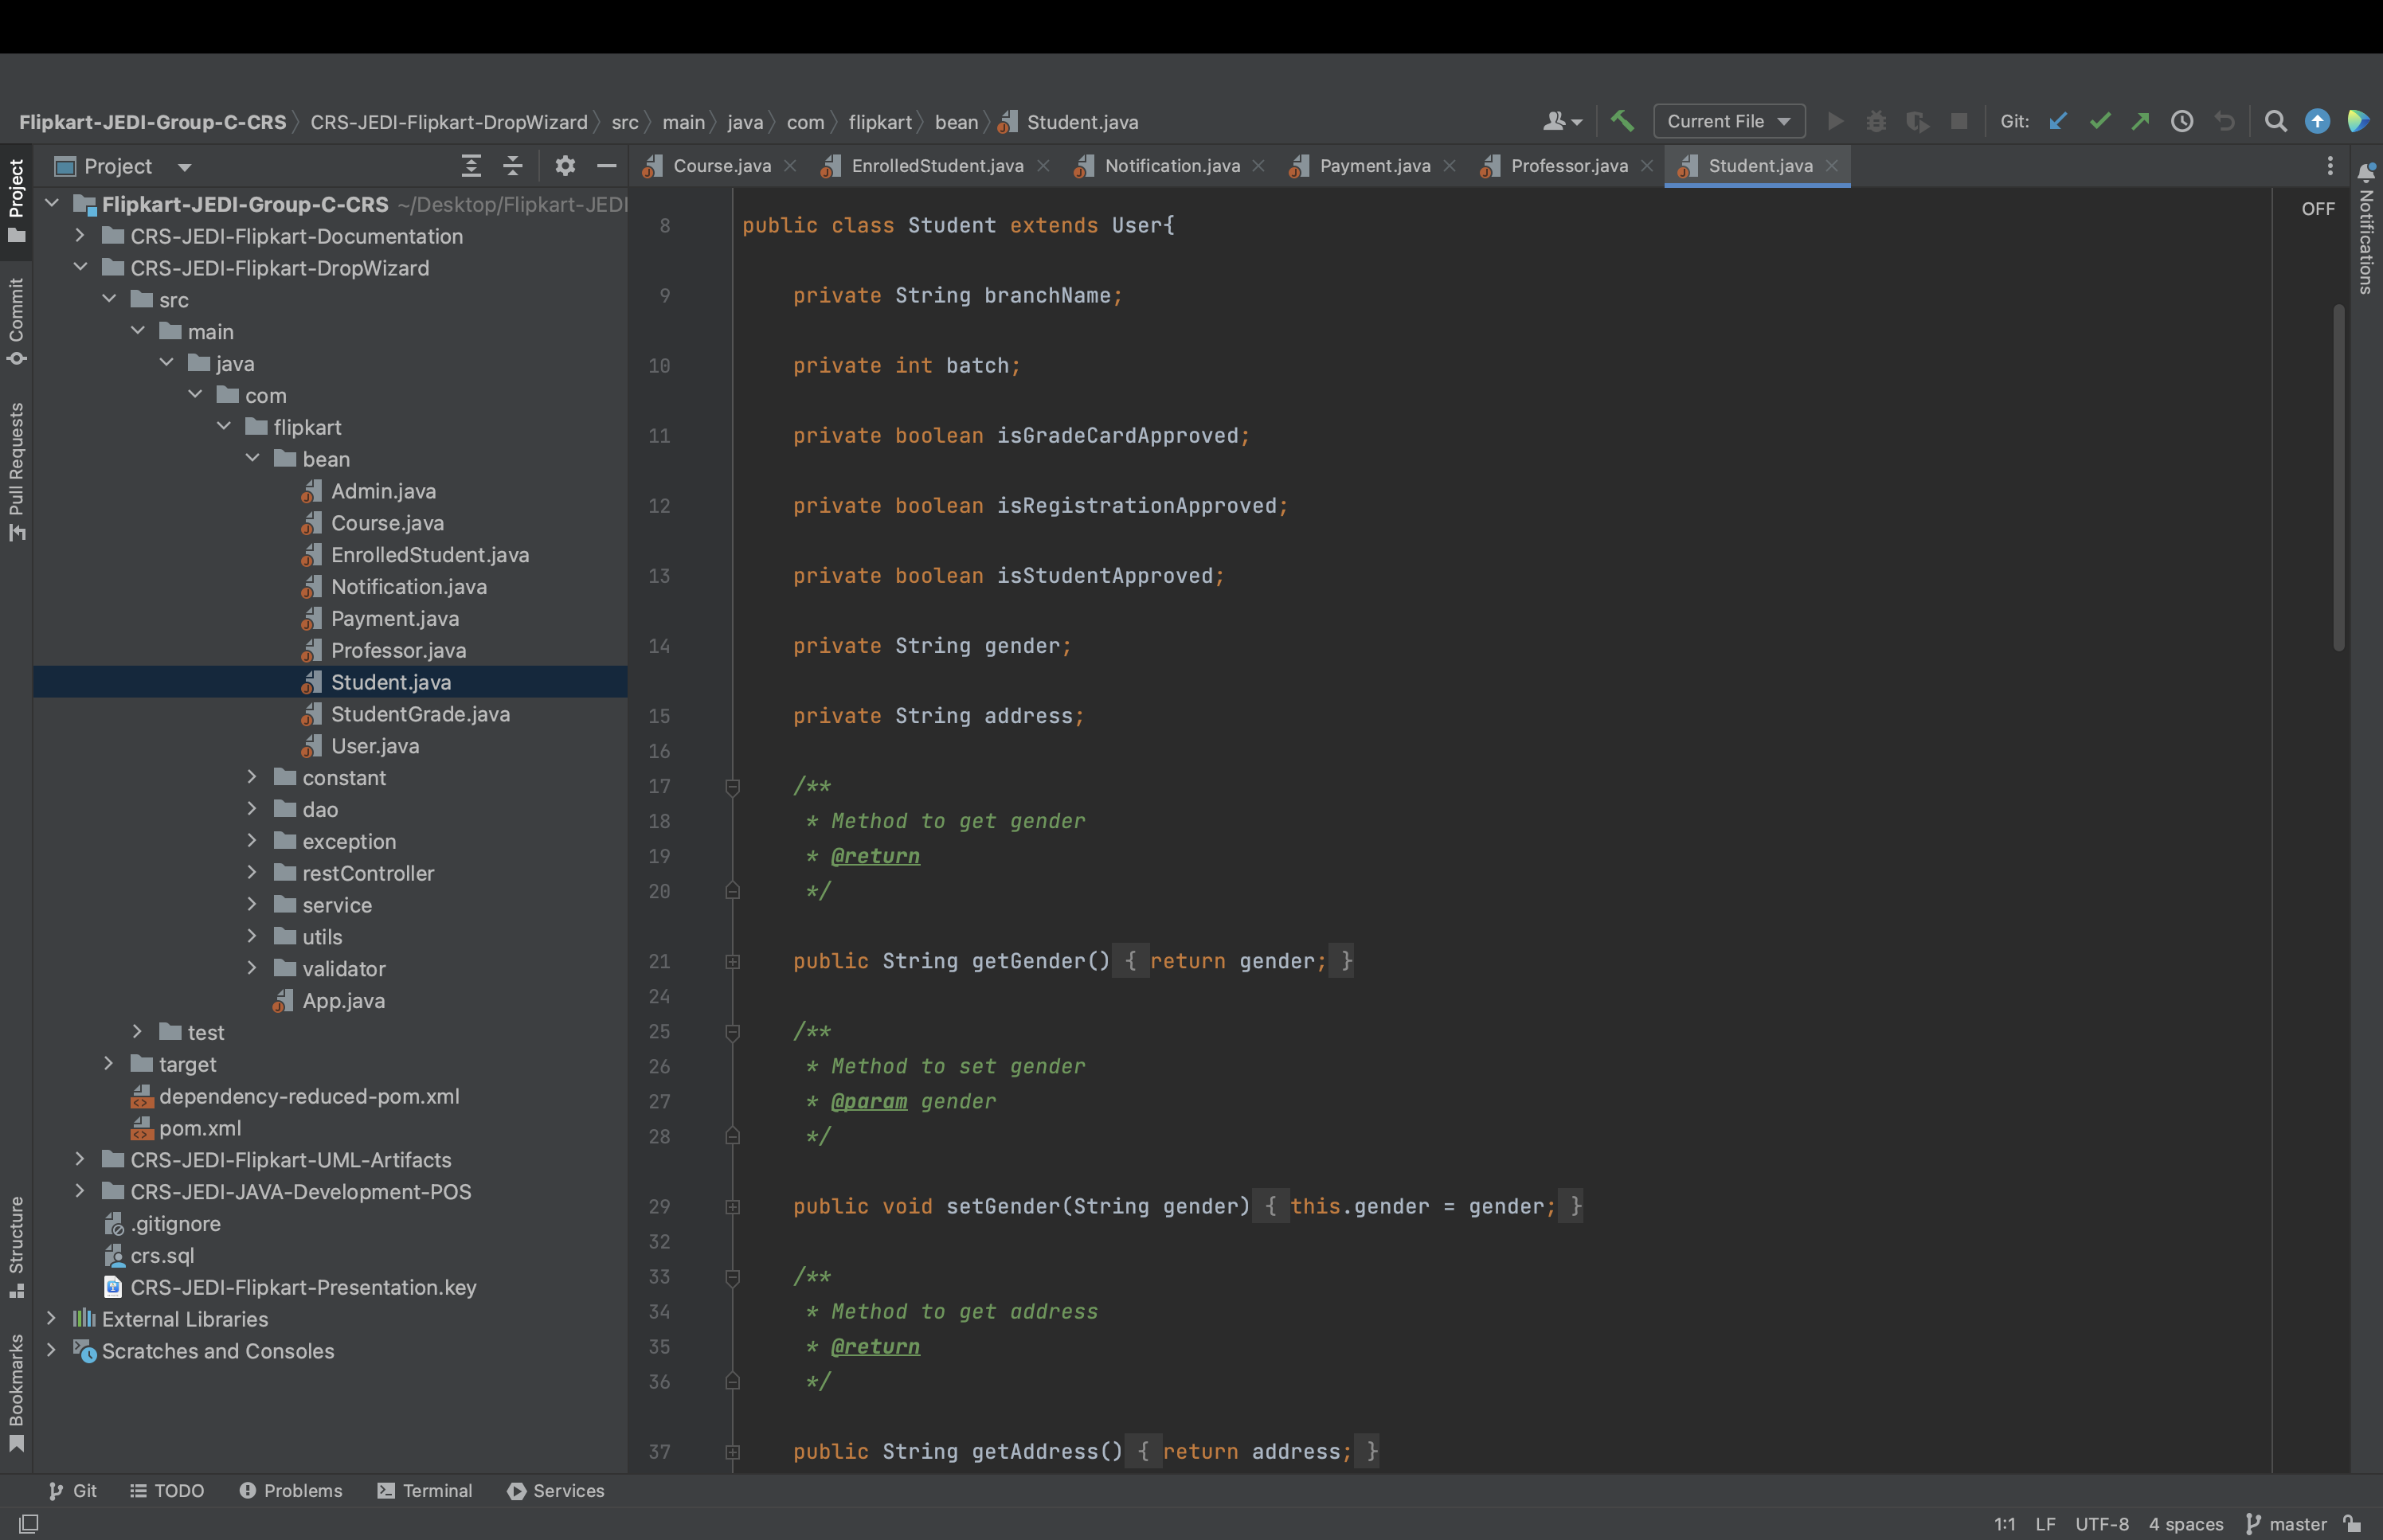 Flipkart-JEDI-Group-C-CRS CRS-JEDI-Flipkart-DropWizard src main java com flipkart bean Student.java
Current File Git:
Project
Course.java EnrolledStudent.java Notification.java Payment.java Professor.java Student.java
Project
Commit
Pull Requests
Structure
Bookmarks
Flipkart-JEDI-Group-C-CRS ~/Desktop/Flipkart-JEDI
CRS-JEDI-Flipkart-Documentation
CRS-JEDI-Flipkart-DropWizard
src
main
java
com
flipkart
bean
Admin.java
Course.java
EnrolledStudent.java
Notification.java
Payment.java
Professor.java
Student.java
StudentGrade.java
User.java
constant
dao
exception
restController
service
utils
validator
App.java
test
target
dependency-reduced-pom.xml
pom.xml
CRS-JEDI-Flipkart-UML-Artifacts
CRS-JEDI-JAVA-Development-POS
.gitignore
crs.sql
CRS-JEDI-Flipkart-Presentation.key
External Libraries
Scratches and Consoles
OFF
Notifications
8 public class Student extends User{
9 private String branchName;
10 private int batch;
11 private boolean isGradeCardApproved;
12 private boolean isRegistrationApproved;
13 private boolean isStudentApproved;
14 private String gender;
15 private String address;
16
17 /**
18 * Method to get gender
19 * @return
20 */
21 public String getGender() { return gender; }
24
25 /**
26 * Method to set gender
27 * @param gender
28 */
29 public void setGender(String gender) { this.gender = gender; }
32
33 /**
34 * Method to get address
35 * @return
36 */
37 public String getAddress() { return address; }
Git TODO Problems Terminal Services
1:1 LF UTF-8 4 spaces master